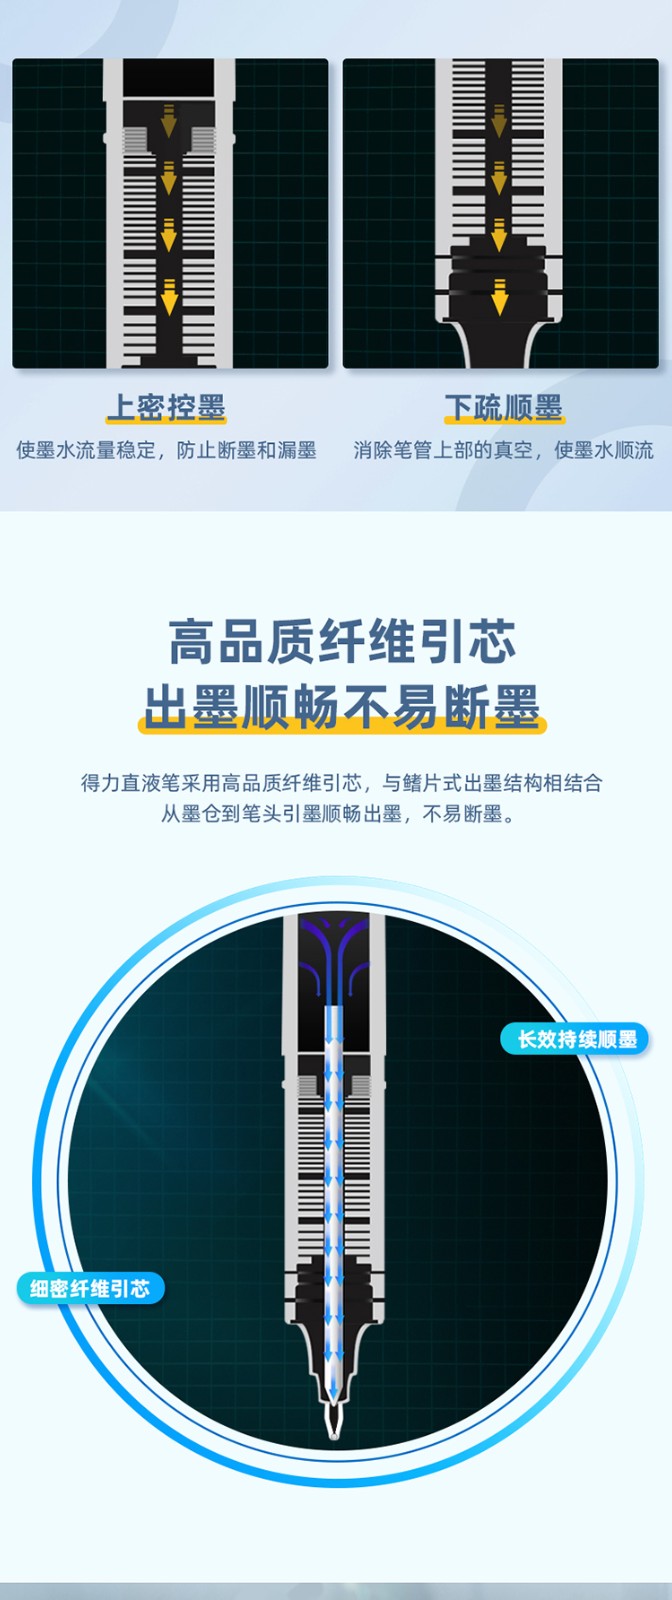 上密控墨
使墨水流量稳定，防止断墨和漏墨
下疏顺墨
消除笔管上部的真空，使墨水顺流
高品质纤维引芯
出墨顺畅不易断墨
得力直液笔采用高品质纤维引芯，与鳍片式出墨结构相结合
从墨仓到笔头引墨顺畅出墨，不易断墨。
长效持续顺墨
细密纤维引芯